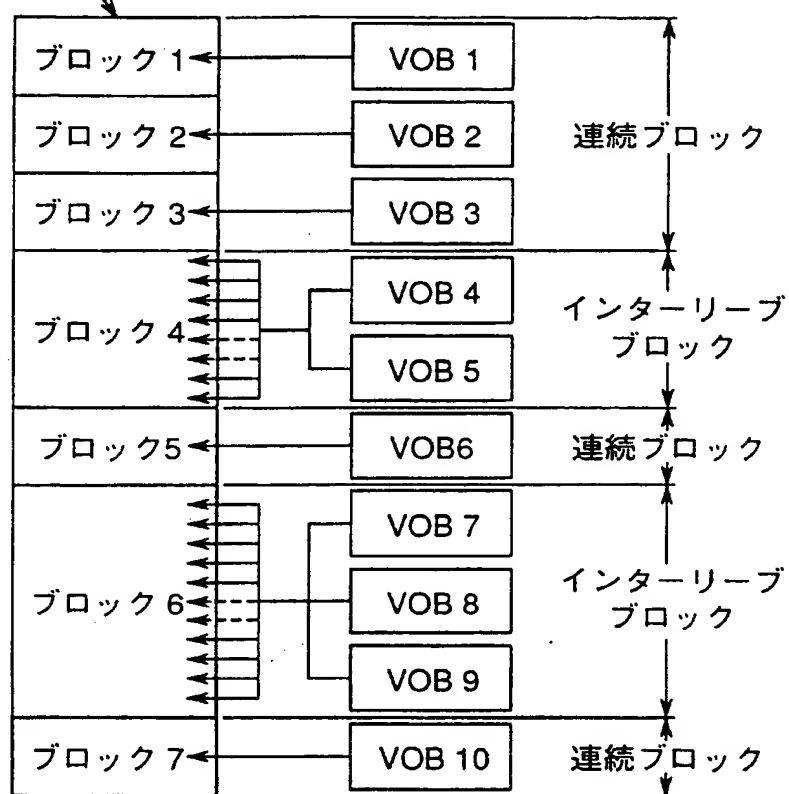 ブロック 1
VOB 1
ブロック 2
VOB 2
連続ブロック
ブロック 3
VOB 3
ブロック 4
VOB 4
VOB 5
インターリーブ
ブロック
ブロック5
VOB6
連続ブロック
ブロック 6
VOB 7
VOB 8
VOB 9
インターリーブ
ブロック
ブロック 7
VOB 10
連続ブロック